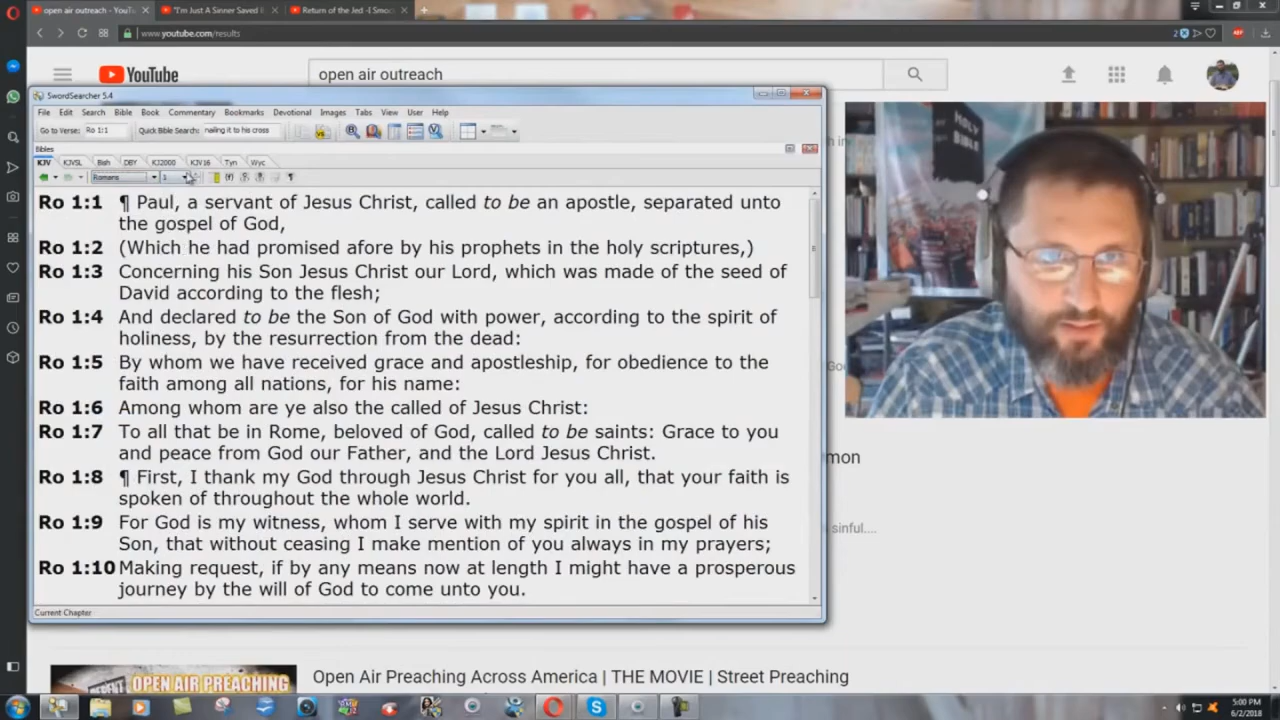 open air outreach - YouTu
"I'm Just A Sinner Saved
Return of the Jed -I Smoo
www.youtube.com/results
2
YouTube
open air outreach
SwordSearcher 5.4
File Edit Search Bible Book Commentary Bookmarks Devotional Images Tabs View User Help
Go to Verse: Ro 1:1 Quick Bible Search: nailing it to his cross
Bibles
KJV KJVSL Bish DBY KJ2000 KJV16 Tyn Wyc
Romans 1
Ro 1:1 ¶ Paul, a servant of Jesus Christ, called to be an apostle, separated unto
the gospel of God,
Ro 1:2 (Which he had promised afore by his prophets in the holy scriptures,)
Ro 1:3 Concerning his Son Jesus Christ our Lord, which was made of the seed of
David according to the flesh;
Ro 1:4 And declared to be the Son of God with power, according to the spirit of
holiness, by the resurrection from the dead:
Ro 1:5 By whom we have received grace and apostleship, for obedience to the
faith among all nations, for his name:
Ro 1:6 Among whom are ye also the called of Jesus Christ:
Ro 1:7 To all that be in Rome, beloved of God, called to be saints: Grace to you
and peace from God our Father, and the Lord Jesus Christ.
Ro 1:8 ¶ First, I thank my God through Jesus Christ for you all, that your faith is
spoken of throughout the whole world.
Ro 1:9 For God is my witness, whom I serve with my spirit in the gospel of his
Son, that without ceasing I make mention of you always in my prayers;
Ro 1:10 Making request, if by any means now at length I might have a prosperous
journey by the will of God to come unto you.
Current Chapter
HOLY BIBLE
mon
sinful....
OPEN AIR PREACHING
Open Air Preaching Across America | THE MOVIE | Street Preaching
5:00 PM
6/2/2018